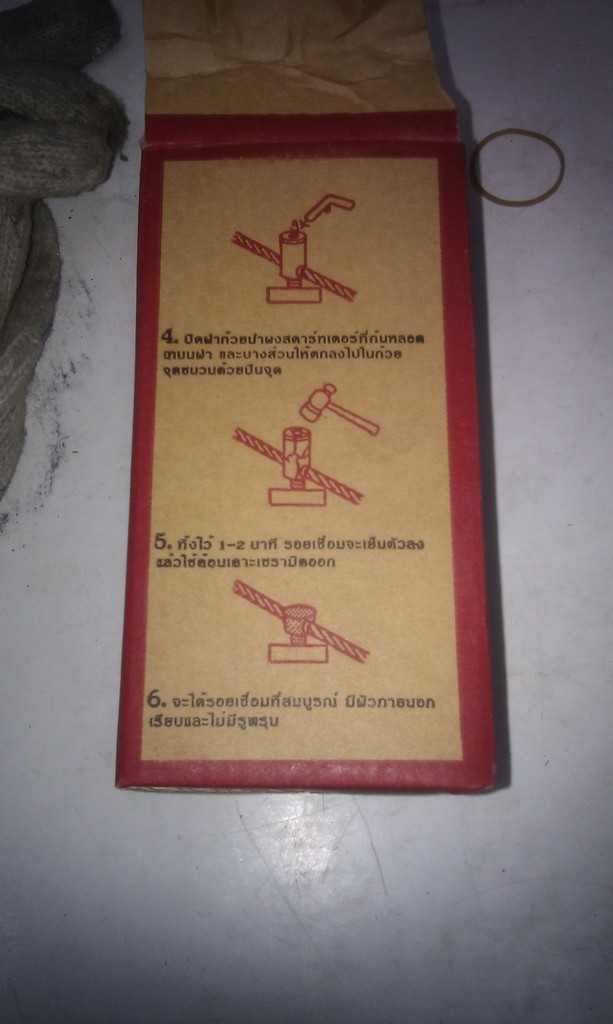 4. ปิดฝาถ้วยนำผงสตาร์ทเตอร์ที่ก้นหลอด
เทบนฝา และบางส่วนให้ตกลงไปในถ้วย
จุดชนวนด้วยปืนจุด
5. ทิ้งไว้ 1-2 นาที รอยเชื่อมจะเย็นตัวลง
แล้วใช้ค้อนเคาะเซรามิคออก
6. จะได้รอยเชื่อมที่สมบูรณ์ มีผิวภายนอก
เรียบและไม่มีรูพรุน